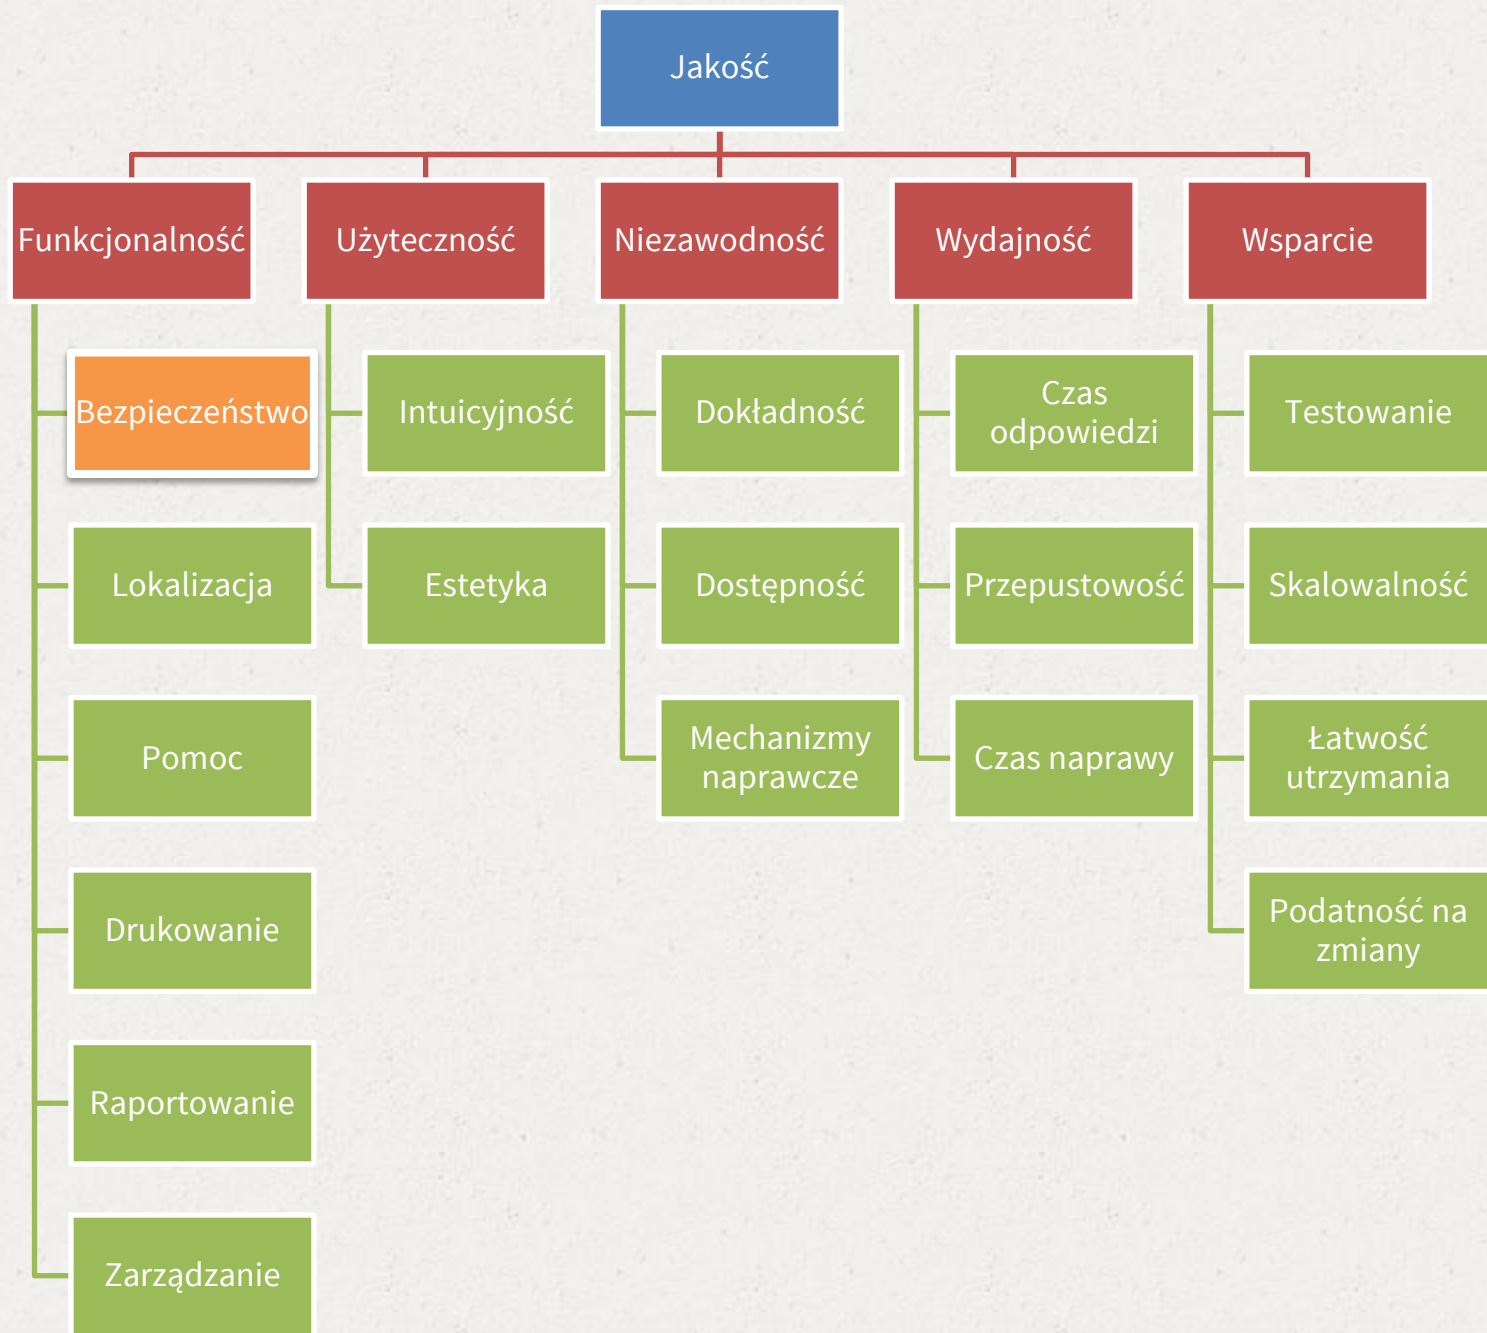 Jakość
Funkcjonalność
Użyteczność
Niezawodność
Wydajność
Wsparcie
Bezpieczeństwo
Intuicyjność
Dokładność
Czas
odpowiedzi
Testowanie
Lokalizacja
Estetyka
Dostępność
Przepustowość
Skalowalność
Pomoc
Mechanizmy
naprawcze
Czas naprawy
Łatwość
utrzymania
Drukowanie
Podatność na
zmiany
Raportowanie
Zarządzanie